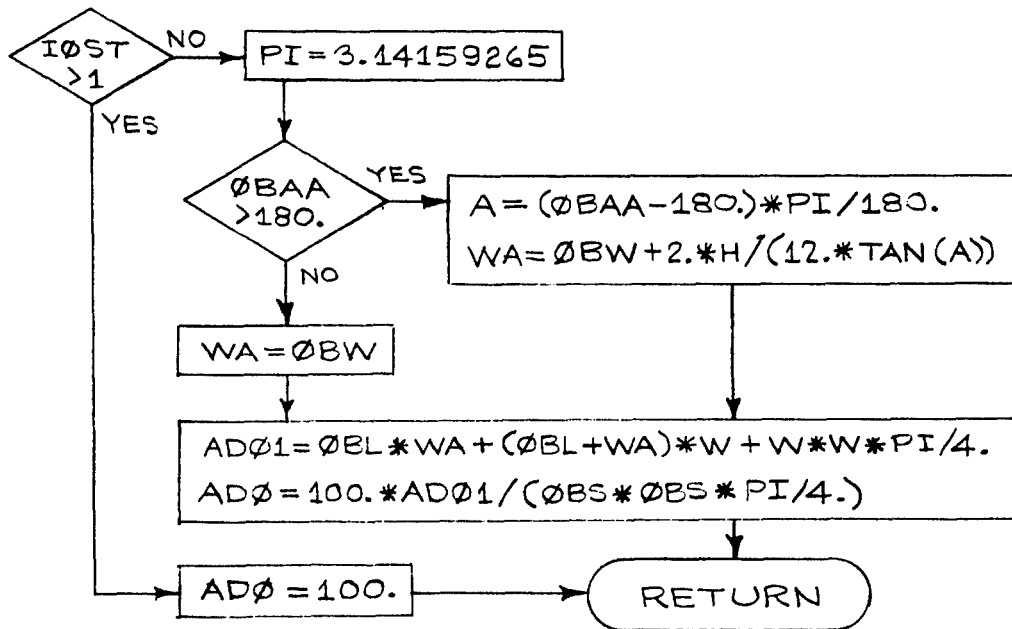 IØST
>1
NO
PI=3.14159265
YES
ØBAA
>180.
YES
A=(ØBAA-180.)*PI/180.
WA=ØBW+2.*H/(12.*TAN(A))
NO
WA=ØBW
ADØ1=ØBL*WA+(ØBL+WA)*W+W*W*PI/4.
ADØ=100.*ADØ1/(ØBS*ØBS*PI/4.)
ADØ=100.
RETURN